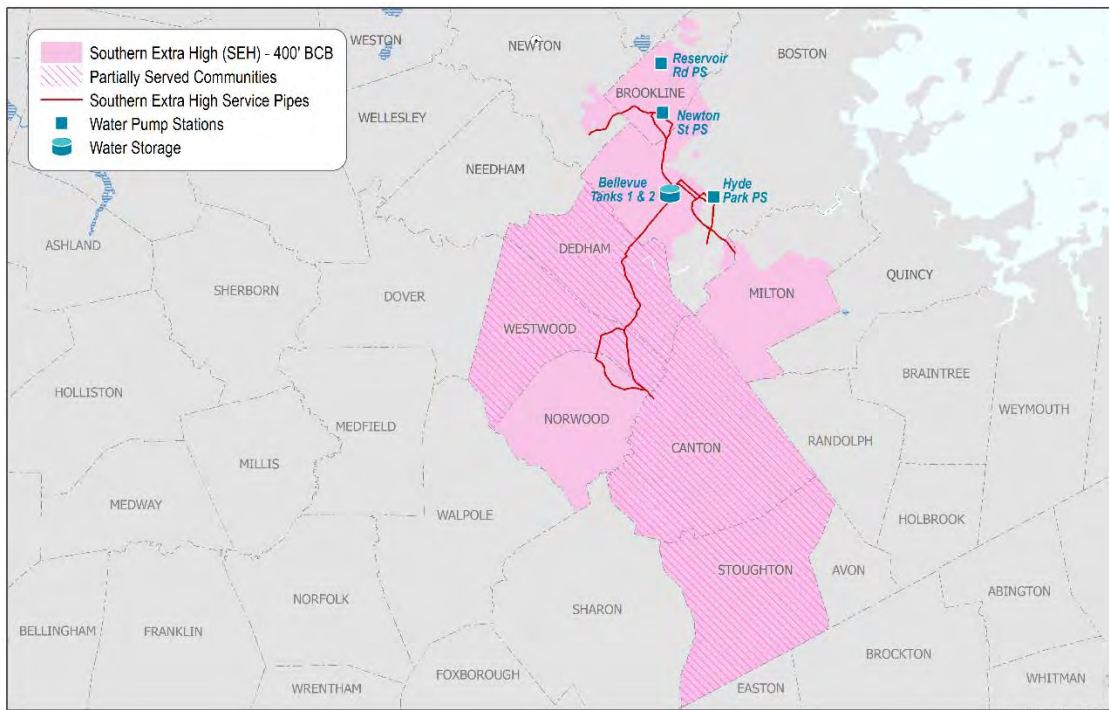 Southern Extra High (SEH) - 400' BCB
Partially Served Communities
Southern Extra High Service Pipes
Water Pump Stations
Water Storage
WESTON
NEWTON
BOSTON
Reservoir
Rd PS
BROOKLINE
Newton
St PS
WELLESLEY
NEEDHAM
Bellevue
Tanks 1 & 2
Hyde
Park PS
ASHLAND
SHERBORN
DOVER
DEDHAM
MILTON
QUINCY
WESTWOOD
HOLLISTON
BRAINTREE
WEYMOUTH
MEDFIELD
NORWOOD
CANTON
RANDOLPH
MILLIS
MEDWAY
WALPOLE
HOLBROOK
STOUGHTON
AVON
ABINGTON
NORFOLK
SHARON
BELLINGHAM
FRANKLIN
FOXBOROUGH
BROCKTON
WRENTHAM
EASTON
WHITMAN